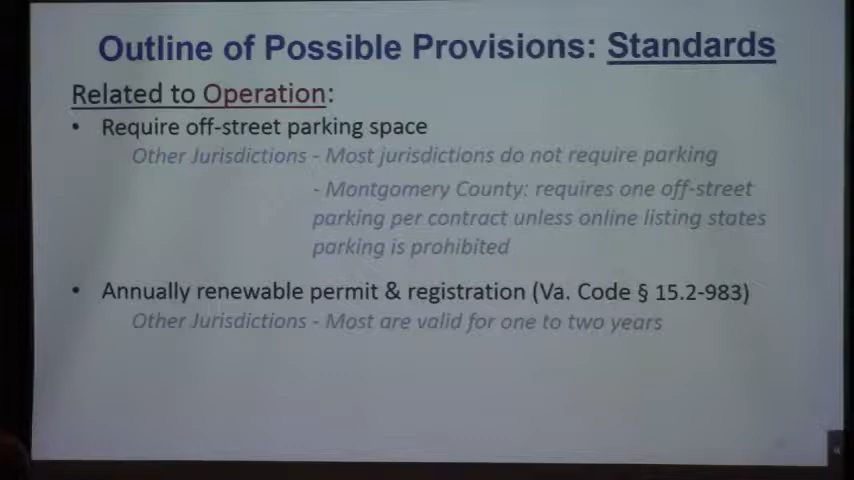 Outline of Possible Provisions: Standards
Related to Operation:
• Require off-street parking space
Other Jurisdictions - Most jurisdictions do not require parking
- Montgomery County: requires one off-street
parking per contract unless online listing states
parking is prohibited
• Annually renewable permit & registration (Va. Code § 15.2-983)
Other Jurisdictions - Most are valid for one to two years
«